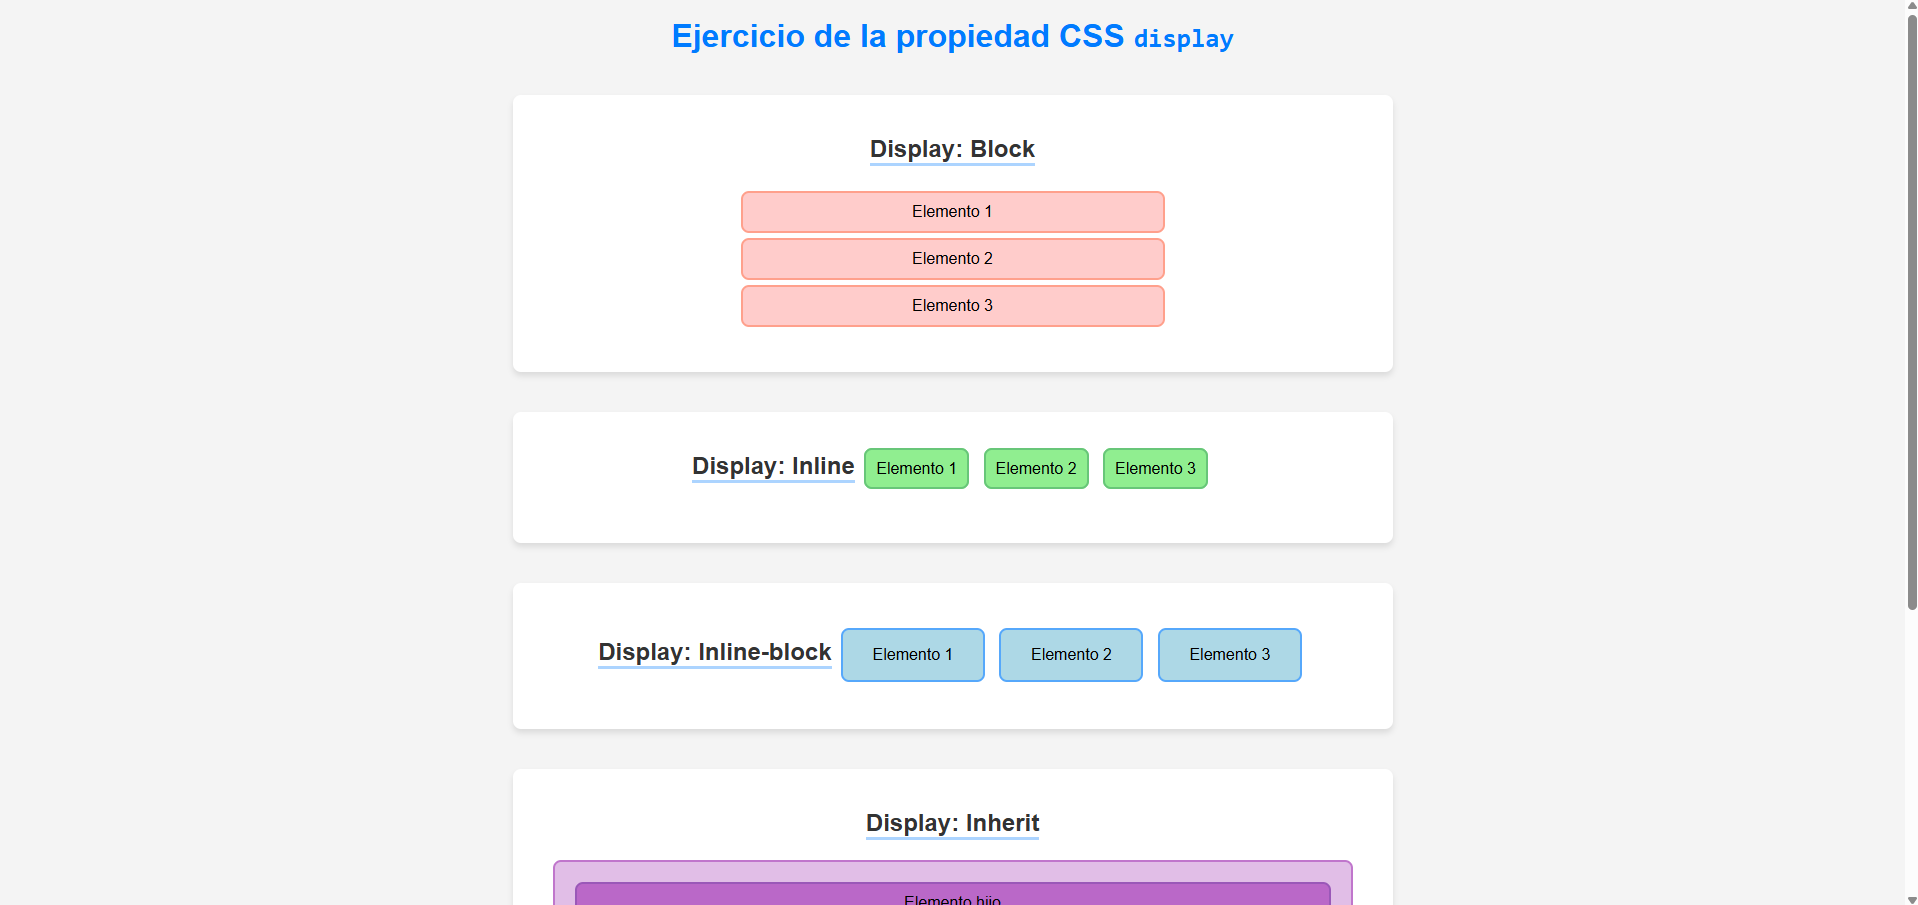 Ejercicio de la propiedad CSS display
Display: Block
Elemento 1
Elemento 2
Elemento 3
Display: Inline Elemento 1 Elemento 2 Elemento 3
Display: Inline-block Elemento 1 Elemento 2 Elemento 3
Display: Inherit
Elemento hijo